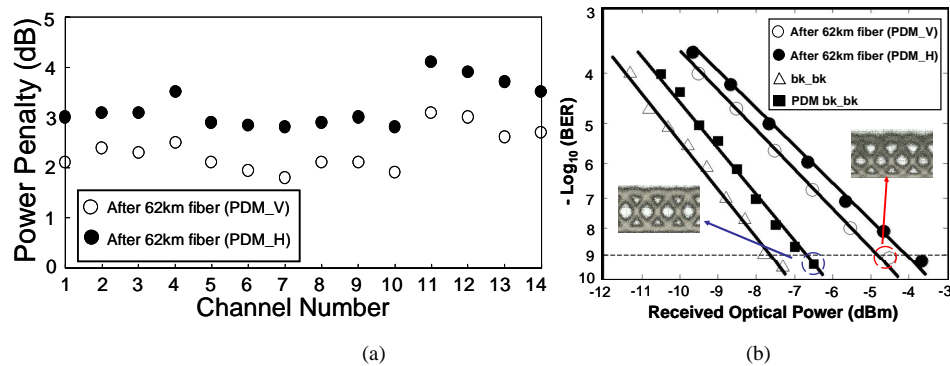 5
4
3
2
1
0
Power Penalty (dB)
After 62km fiber (PDM_V)
After 62km fiber (PDM_H)
1 2 3 4 5 6 7 8 9 10 11 12 13 14
Channel Number
(a)
4
5
6
7
8
9
10
- Log10 (BER)
After 62km fiber (PDM_V)
After 62km fiber (PDM_H)
bk_bk
PDM bk_bk
-12 -11 -10 -9 -8 -7 -6 -5 -4 -3
Received Optical Power (dBm)
(b)